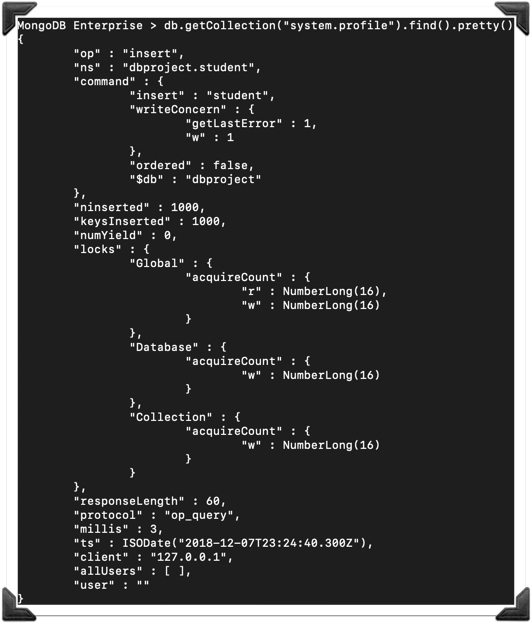 MongoDB Enterprise > db.getCollection("system.profile").find().pretty()
{
        "op" : "insert",
        "ns" : "dbproject.student",
        "command" : {
                "insert" : "student",
                "writeConcern" : {
                        "getLastError" : 1,
                        "w" : 1
                },
                "ordered" : false,
                "$db" : "dbproject"
        },
        "ninserted" : 1000,
        "keysInserted" : 1000,
        "numYield" : 0,
        "locks" : {
                "Global" : {
                        "acquireCount" : {
                                "r" : NumberLong(16),
                                "w" : NumberLong(16)
                        }
                },
                "Database" : {
                        "acquireCount" : {
                                "w" : NumberLong(16)
                        }
                },
                "Collection" : {
                        "acquireCount" : {
                                "w" : NumberLong(16)
                        }
                }
        },
        "responseLength" : 60,
        "protocol" : "op_query",
        "millis" : 3,
        "ts" : ISODate("2018-12-07T23:24:40.300Z"),
        "client" : "127.0.0.1",
        "allUsers" : [ ],
        "user" : ""
}